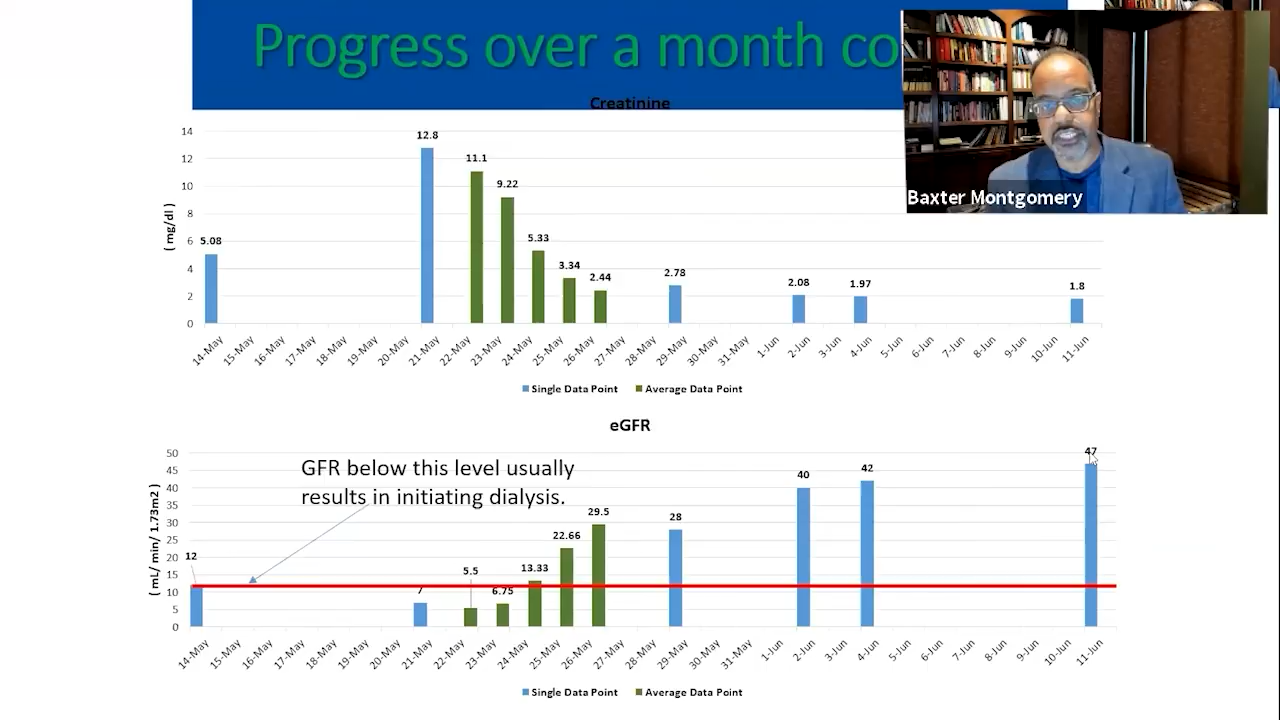 Progress over a month co
Baxter Montgomery
Creatinine
( mg/dl )
14
12
10
8
6
4
2
0
5.08
12.8
11.1
9.22
5.33
3.34
2.44
2.78
2.08
1.97
1.8
14-May
15-May
16-May
17-May
18-May
19-May
20-May
21-May
22-May
23-May
24-May
25-May
26-May
27-May
28-May
29-May
30-May
31-May
1-Jun
2-Jun
3-Jun
4-Jun
5-Jun
6-Jun
7-Jun
8-Jun
9-Jun
10-Jun
11-Jun
Single Data Point Average Data Point
eGFR
( mL/ min/ 1.73m2 )
50
45
40
35
30
25
20
15
10
5
0
GFR below this level usually
results in initiating dialysis.
12
7
5.5
6.75
13.33
22.66
29.5
28
40
42
47
14-May
15-May
16-May
17-May
18-May
19-May
20-May
21-May
22-May
23-May
24-May
25-May
26-May
27-May
28-May
29-May
30-May
31-May
1-Jun
2-Jun
3-Jun
4-Jun
5-Jun
6-Jun
7-Jun
8-Jun
9-Jun
10-Jun
11-Jun
Single Data Point Average Data Point